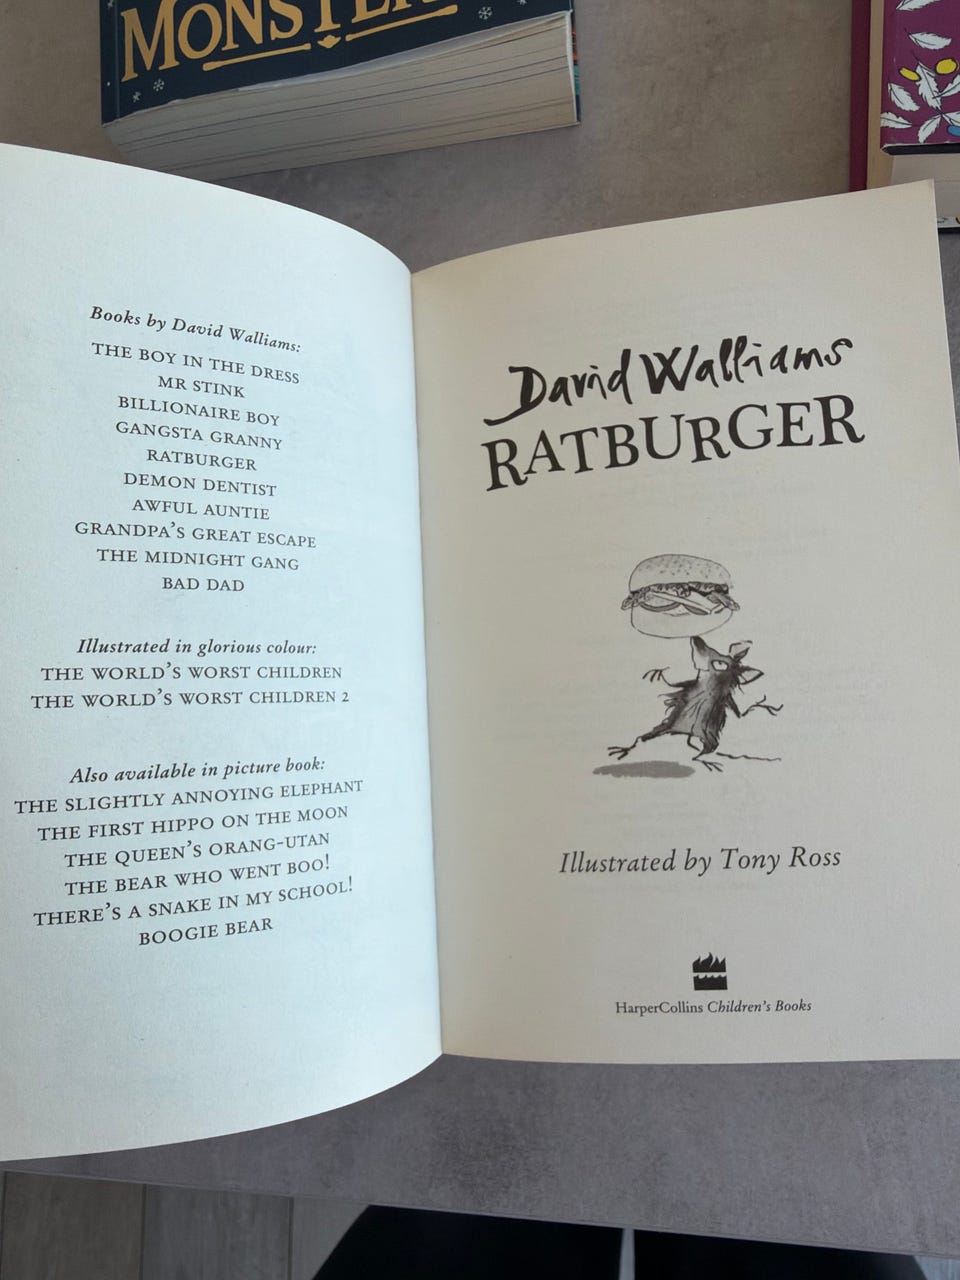 MONSTER
Books by David Walliams:
THE BOY IN THE DRESS
MR STINK
BILLIONAIRE BOY
GANGSTA GRANNY
RATBURGER
DEMON DENTIST
AWFUL AUNTIE
GRANDPA'S GREAT ESCAPE
THE MIDNIGHT GANG
BAD DAD
Illustrated in glorious colour:
THE WORLD'S WORST CHILDREN
THE WORLD'S WORST CHILDREN 2
Also available in picture book:
THE SLIGHTLY ANNOYING ELEPHANT
THE FIRST HIPPO ON THE MOON
THE QUEEN'S ORANG-UTAN
THE BEAR WHO WENT BOO!
THERE'S A SNAKE IN MY SCHOOL!
BOOGIE BEAR
David Walliams
RATBURGER
Illustrated by Tony Ross
HarperCollins Children's Books